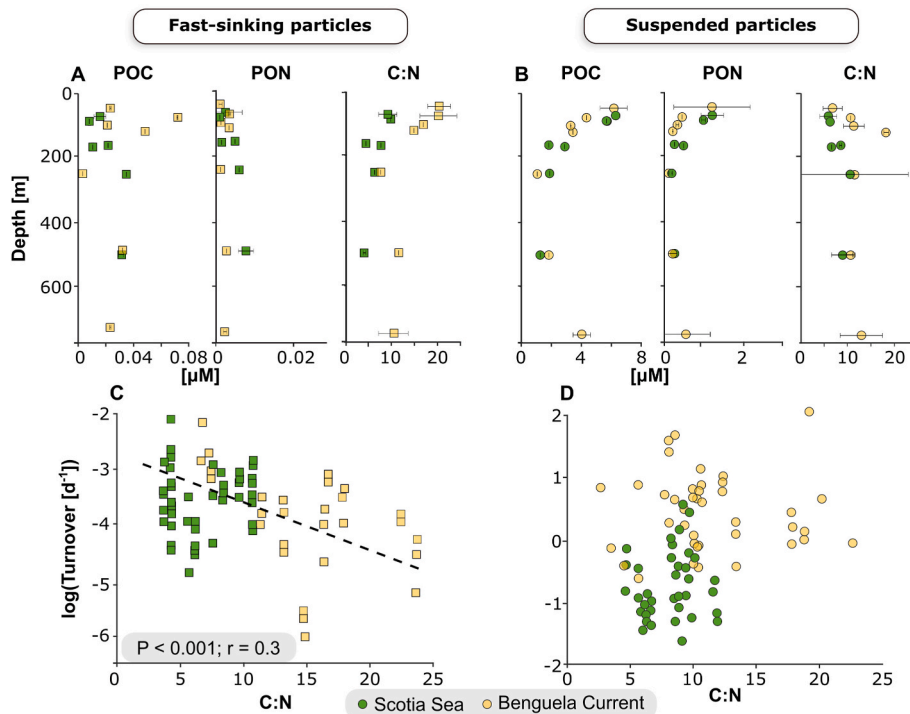 Fast-sinking particles
Suspended particles
A POC PON C:N
B POC PON C:N
0
200
400
600
Depth [m]
0 0.04 0.08 0 0.02 0 10 20
[µM]
0 4 8 0 1 2 3 0 10 20
[µM]
C
-2
-3
-4
-5
-6
log(Turnover [d⁻¹])
P < 0.001; r = 0.3
0 5 10 15 20 25
C:N
D
2
1
0
-1
-2
0 5 10 15 20 25
C:N
Scotia Sea Benguela Current